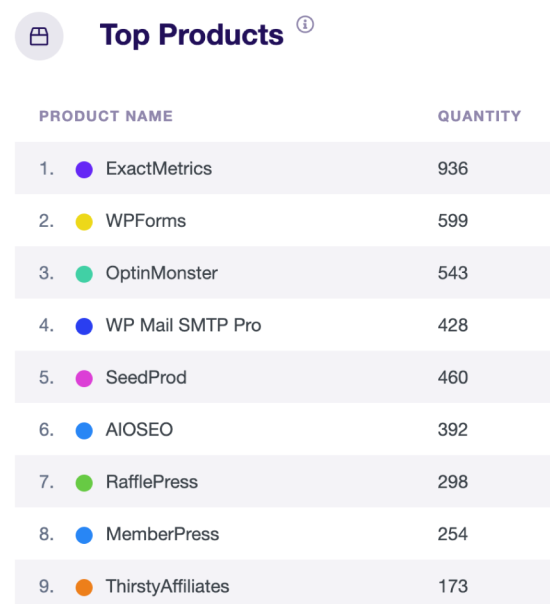 Top Products
PRODUCT NAME QUANTITY
1. ExactMetrics 936
2. WPForms 599
3. OptinMonster 543
4. WP Mail SMTP Pro 428
5. SeedProd 460
6. AIOSEO 392
7. RafflePress 298
8. MemberPress 254
9. ThirstyAffiliates 173